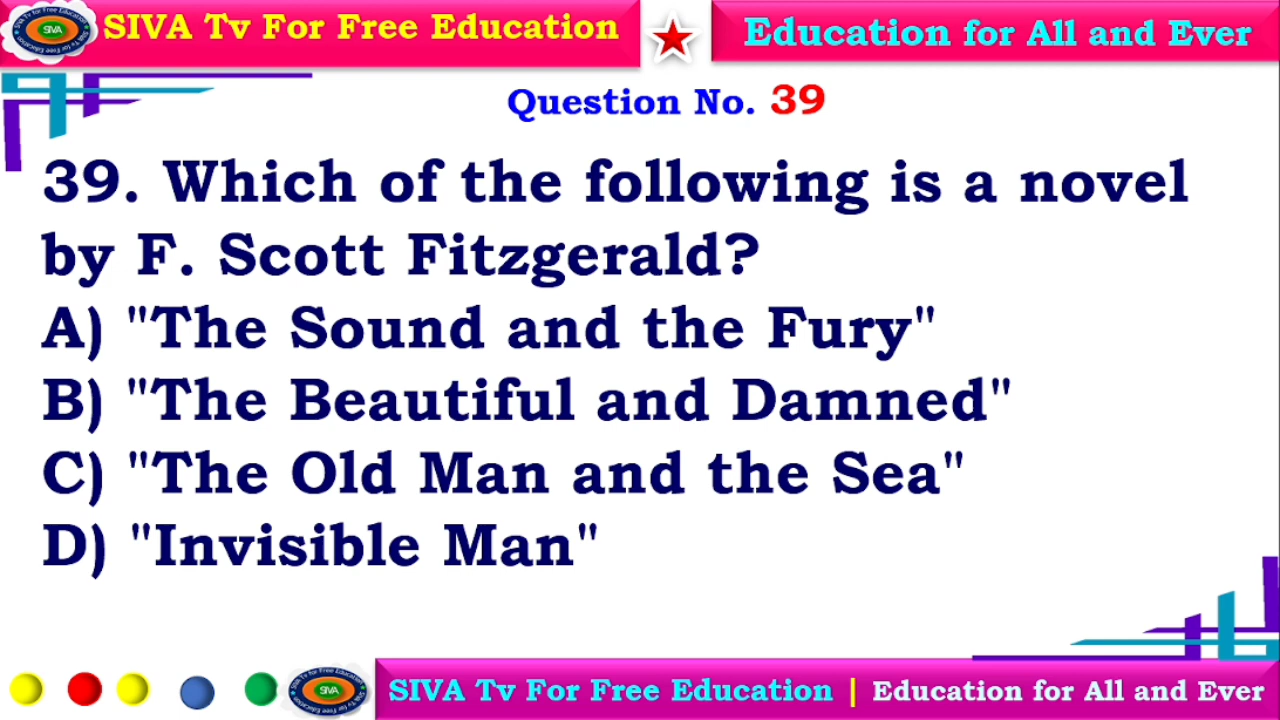 SIVA
SIVA Tv For Free Education
Education for All and Ever
Question No. 39
39. Which of the following is a novel
by F. Scott Fitzgerald?
A) "The Sound and the Fury"
B) "The Beautiful and Damned"
C) "The Old Man and the Sea"
D) "Invisible Man"
SIVA
SIVA Tv For Free Education | Education for All and Ever